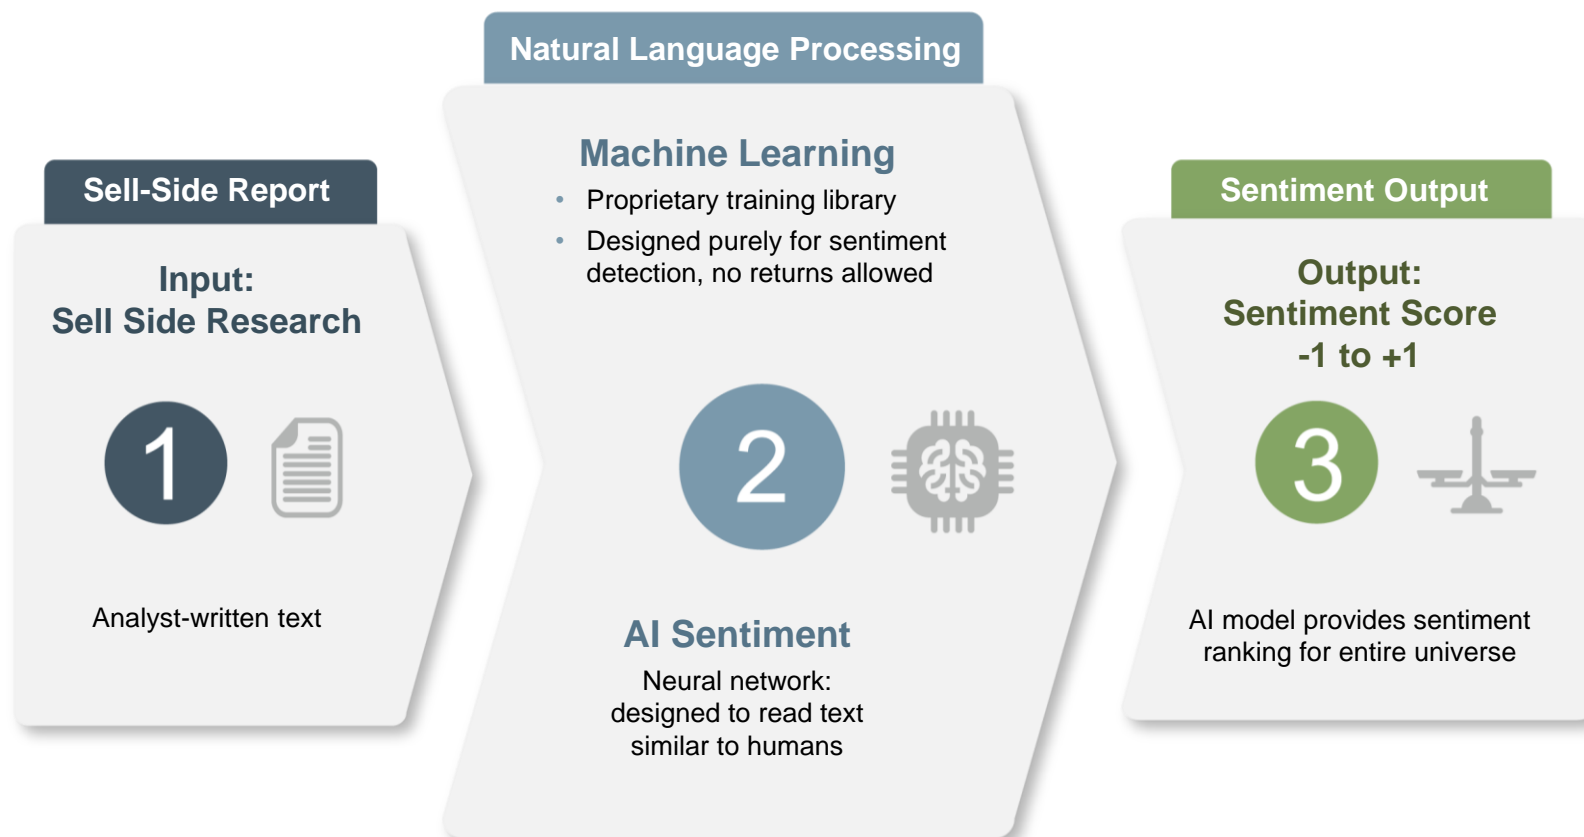 Sell-Side Report
Input:
Sell Side Research
1
Analyst-written text
Natural Language Processing
Machine Learning
• Proprietary training library
• Designed purely for sentiment
detection, no returns allowed
2
AI Sentiment
Neural network:
designed to read text
similar to humans
Sentiment Output
Output:
Sentiment Score
-1 to +1
3
AI model provides sentiment
ranking for entire universe